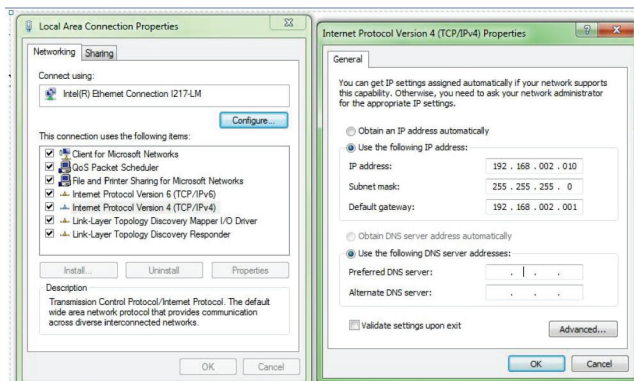 Local Area Connection Properties
Networking
Sharing
Connect using:
Intel(R) Ethernet Connection I217-LM
Configure...
This connection uses the following items:
Client for Microsoft Networks
QoS Packet Scheduler
File and Printer Sharing for Microsoft Networks
Internet Protocol Version 6 (TCP/IPv6)
Internet Protocol Version 4 (TCP/IPv4)
Link-Layer Topology Discovery Mapper I/O Driver
Link-Layer Topology Discovery Responder
Install...
Uninstall
Properties
Description
Transmission Control Protocol/Internet Protocol. The default
wide area network protocol that provides communication
across diverse interconnected networks.
OK
Cancel
Internet Protocol Version 4 (TCP/IPv4) Properties
General
You can get IP settings assigned automatically if your network supports
this capability. Otherwise, you need to ask your network administrator
for the appropriate IP settings.
Obtain an IP address automatically
Use the following IP address:
IP address: 192 . 168 . 002 . 010
Subnet mask: 255 . 255 . 255 . 0
Default gateway: 192 . 168 . 002 . 001
Obtain DNS server address automatically
Use the following DNS server addresses:
Preferred DNS server: . . .
Alternate DNS server: . . .
Validate settings upon exit
Advanced...
OK
Cancel